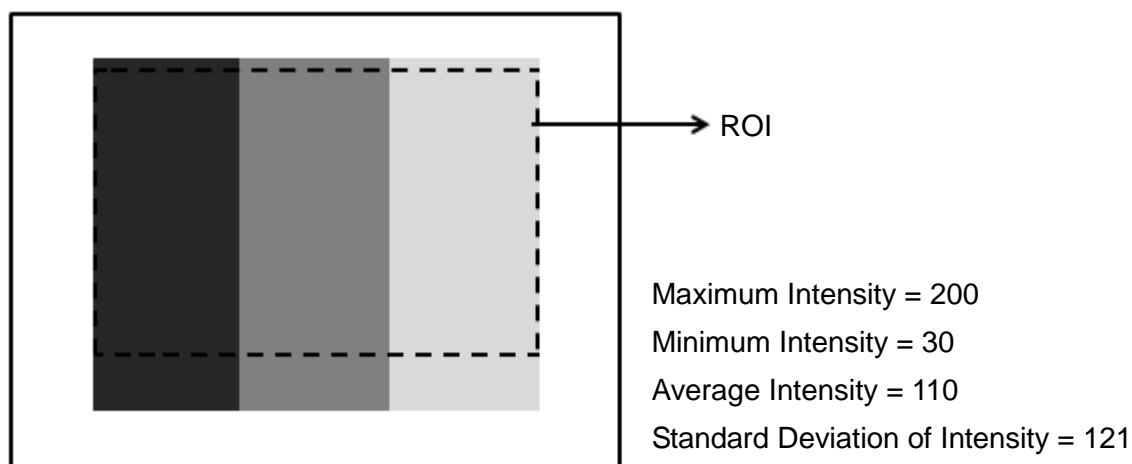 ROI
Maximum Intensity = 200
Minimum Intensity = 30
Average Intensity = 110
Standard Deviation of Intensity = 121